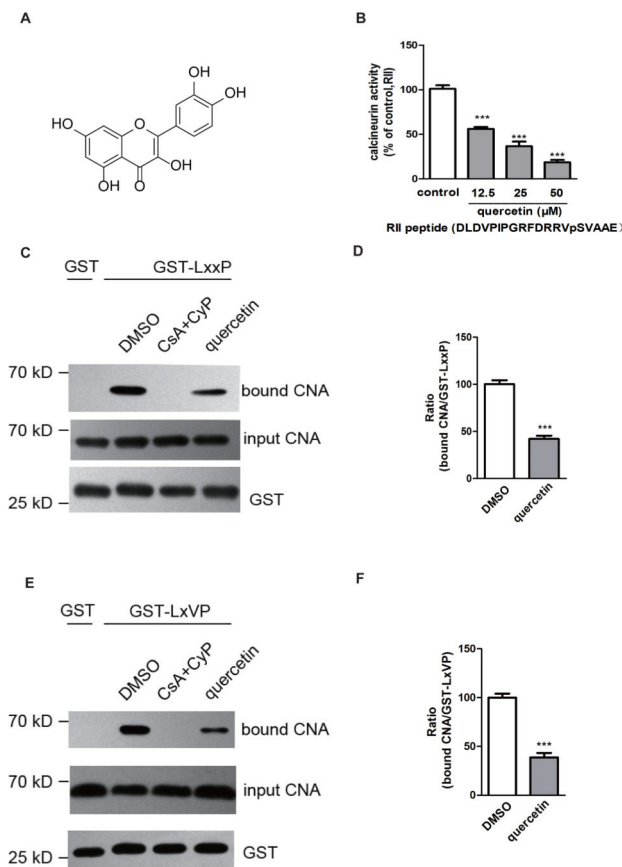 A
OH
OH
HO
O
OH
OH
O
B
calcineurin activity
(% of control,RII)
150
100
50
0
***
***
***
control
12.5
25
50
quercetin (μM)
RII peptide (DLDVPIPGRFDRRVpSVAAE)
C
GST
GST-LxxP
DMSO
CsA+CyP
quercetin
70 kD
bound CNA
70 kD
input CNA
25 kD
GST
D
Ratio
(bound CNA/GST-LxxP)
150
100
50
0
***
DMSO
quercetin
E
GST
GST-LxVP
DMSO
CsA+CyP
quercetin
70 kD
bound CNA
70 kD
input CNA
25 kD
GST
F
Ratio
(bound CNA/GST-LxVP)
150
100
50
0
***
DMSO
quercetin